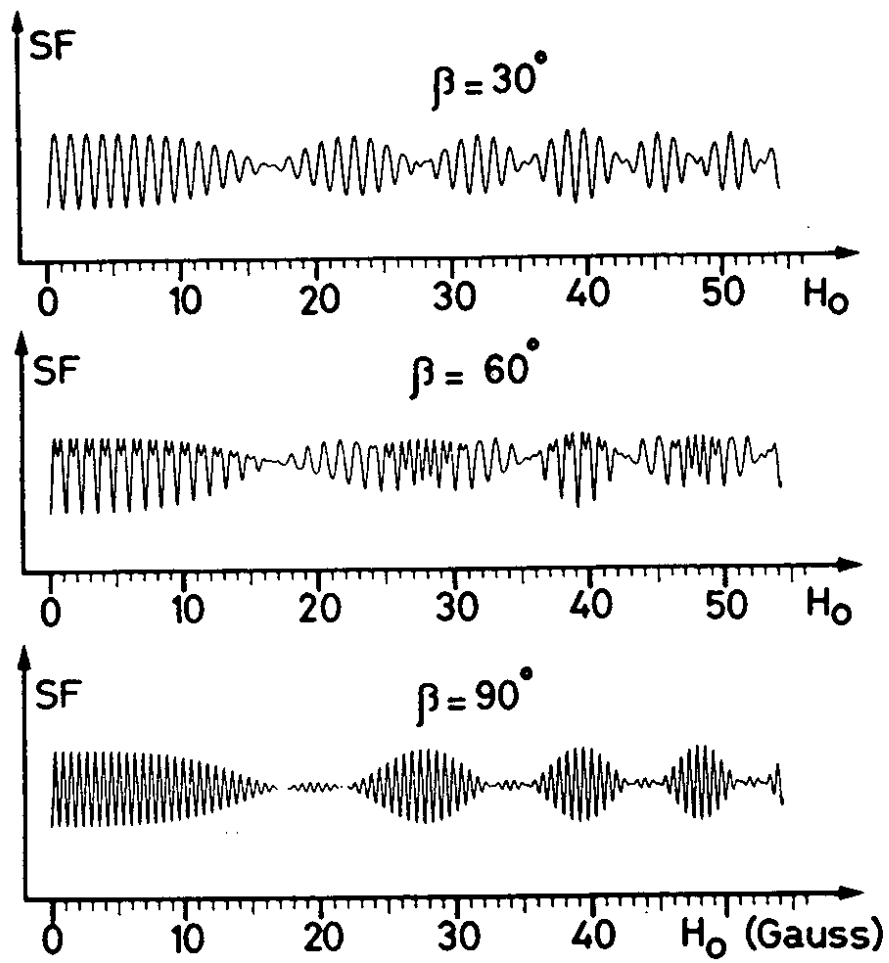 SF
β = 30°
0 10 20 30 40 50 H₀
SF
β = 60°
0 10 20 30 40 50 H₀
SF
β = 90°
0 10 20 30 40 H₀ (Gauss)